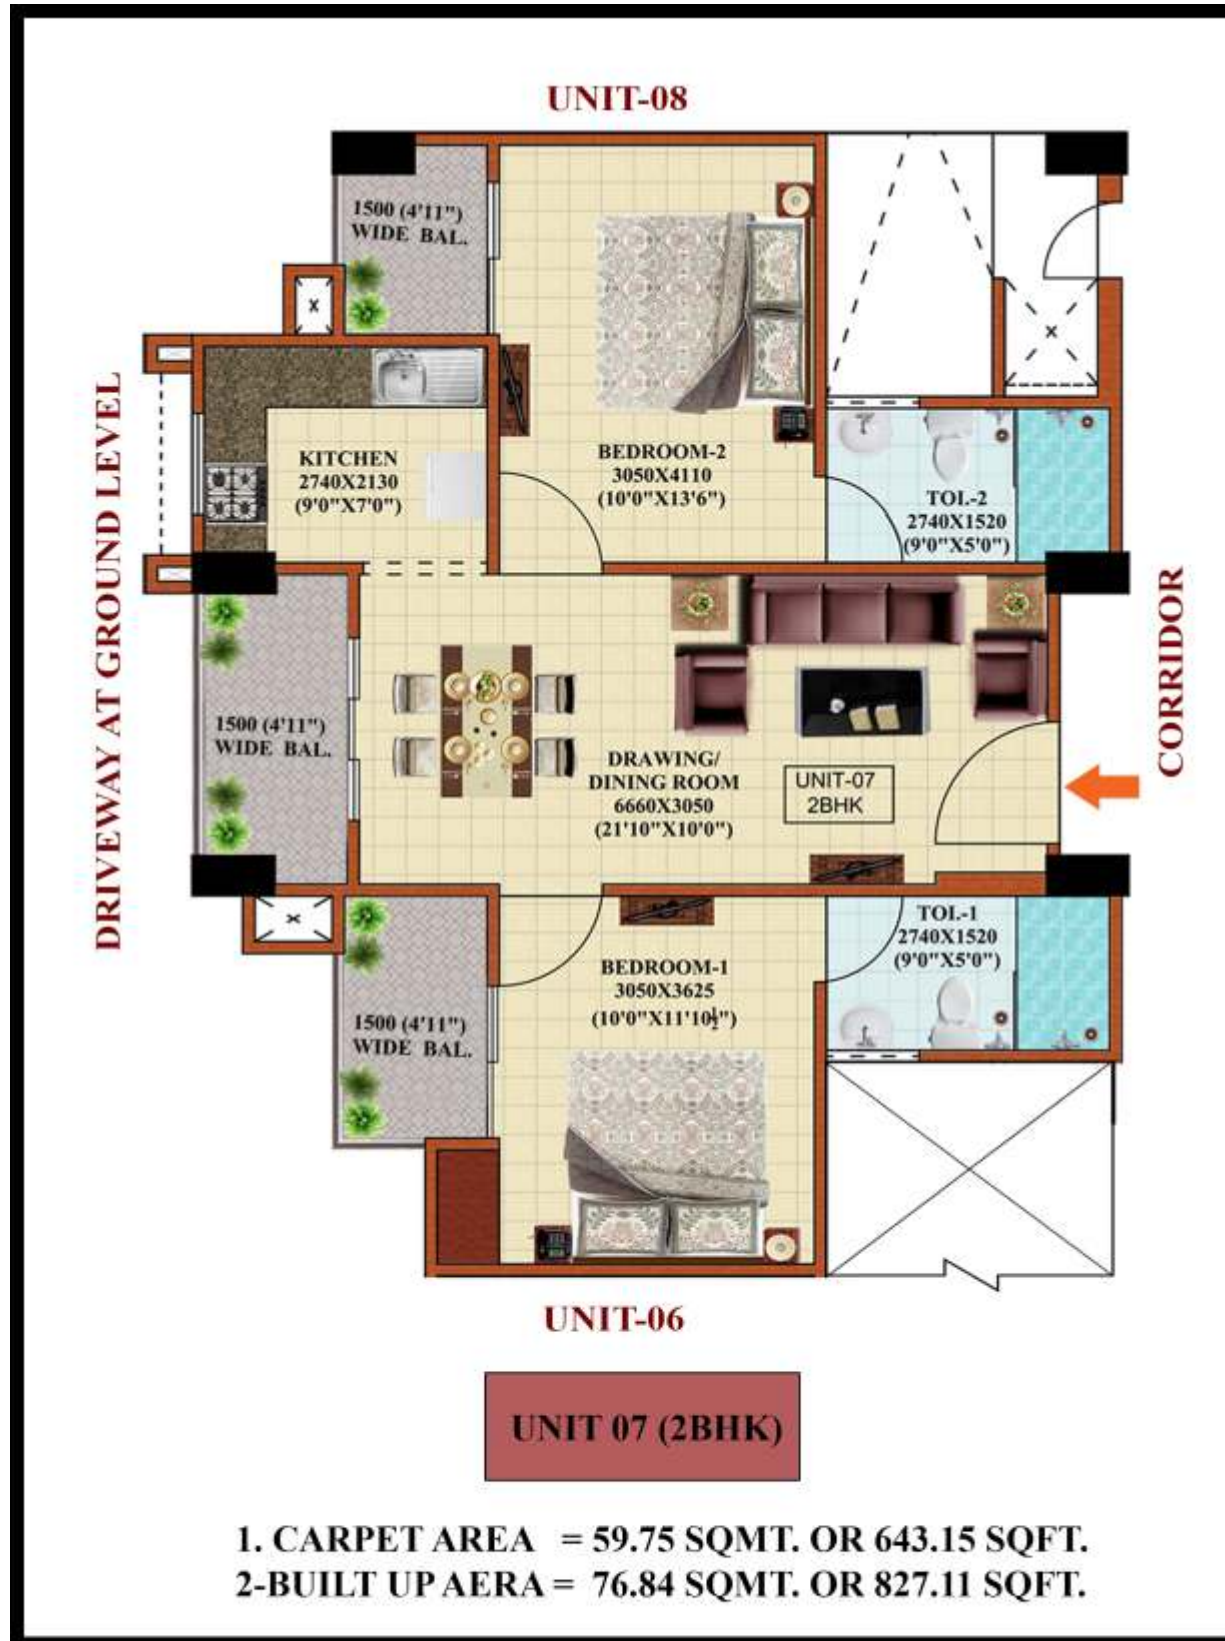 UNIT-08
1500 (4'11")
WIDE BAL.
KITCHEN
2740X2130
(9'0"X7'0")
BEDROOM-2
3050X4110
(10'0"X13'6")
TOI.-2
2740X1520
(9'0"X5'0")
DRIVEWAY AT GROUND LEVEL
CORRIDOR
1500 (4'11")
WIDE BAL.
DRAWING/
DINING ROOM
6660X3050
(21'10"X10'0")
UNIT-07
2BHK
TOI.-1
2740X1520
(9'0"X5'0")
BEDROOM-1
3050X3625
(10'0"X11'10½")
1500 (4'11")
WIDE BAL.
UNIT-06
UNIT 07 (2BHK)
1. CARPET AREA = 59.75 SQMT. OR 643.15 SQFT.
2-BUILT UP AERA = 76.84 SQMT. OR 827.11 SQFT.